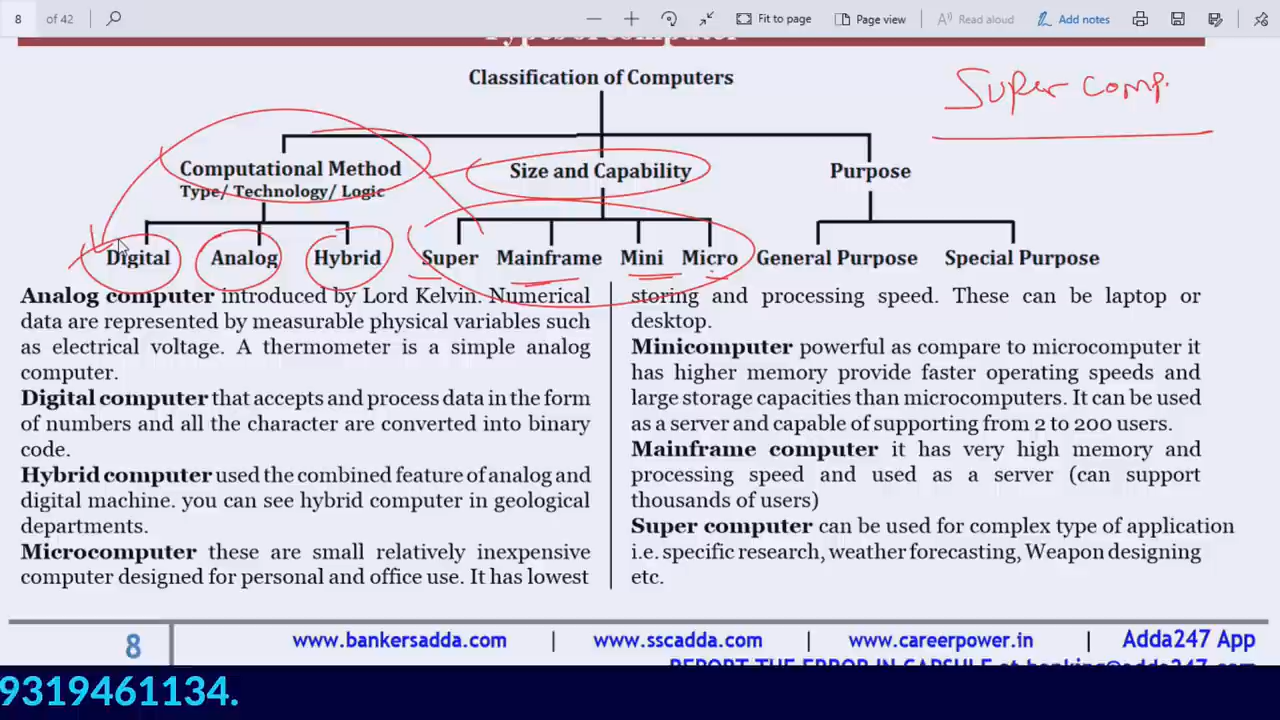 8 of 42 Fit to page Page view Read aloud Add notes
Classification of Computers
Super comp.
Computational Method
Type/ Technology/ Logic
Size and Capability
Purpose
Digital Analog Hybrid Super Mainframe Mini Micro General Purpose Special Purpose
Analog computer introduced by Lord Kelvin. Numerical
data are represented by measurable physical variables such
as electrical voltage. A thermometer is a simple analog
computer.
Digital computer that accepts and process data in the form
of numbers and all the character are converted into binary
code.
Hybrid computer used the combined feature of analog and
digital machine. you can see hybrid computer in geological
departments.
Microcomputer these are small relatively inexpensive
computer designed for personal and office use. It has lowest
storing and processing speed. These can be laptop or
desktop.
Minicomputer powerful as compare to microcomputer it
has higher memory provide faster operating speeds and
large storage capacities than microcomputers. It can be used
as a server and capable of supporting from 2 to 200 users.
Mainframe computer it has very high memory and
processing speed and used as a server (can support
thousands of users)
Super computer can be used for complex type of application
i.e. specific research, weather forecasting, Weapon designing
etc.
8 www.bankersadda.com | www.sscadda.com | www.careerpower.in | Adda247 App
REPORT THE ERROR IN CAPSULE at banking@adda247.com
9319461134.